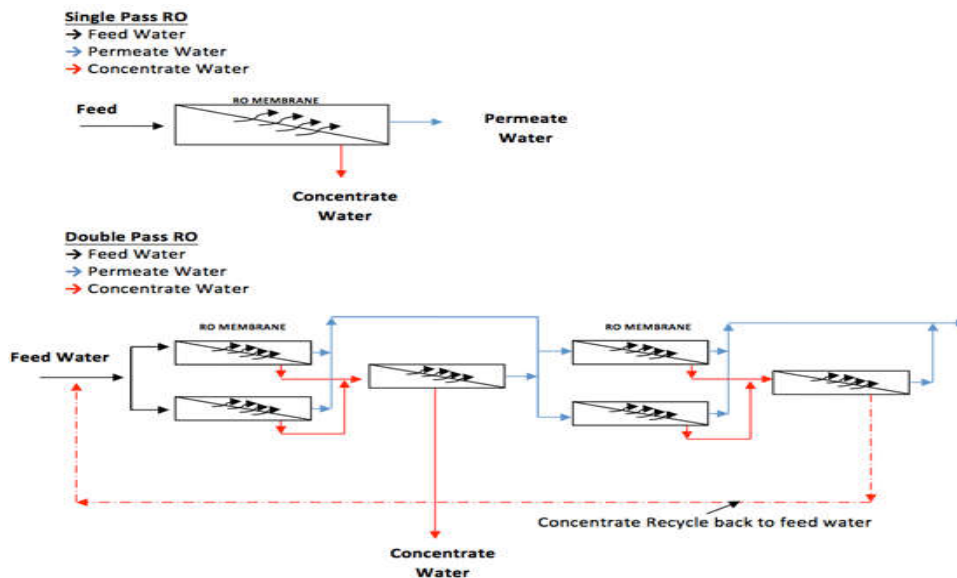 Single Pass RO
→ Feed Water
→ Permeate Water
→ Concentrate Water
RO MEMBRANE
Feed
Permeate
Water
Concentrate
Water
Double Pass RO
→ Feed Water
→ Permeate Water
→ Concentrate Water
RO MEMBRANE
RO MEMBRANE
Feed Water
Concentrate Recycle back to feed water
Concentrate
Water